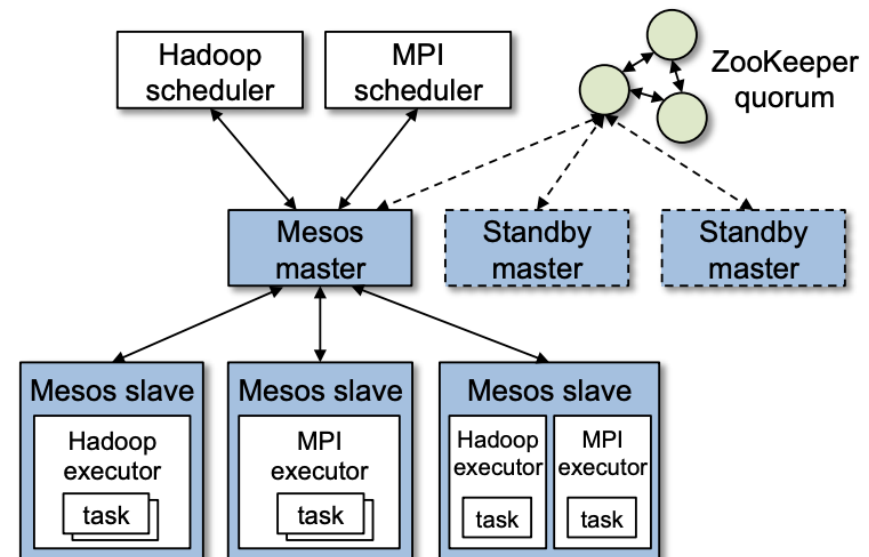 Hadoop
scheduler
MPI
scheduler
ZooKeeper
quorum
Mesos
master
Standby
master
Standby
master
Mesos slave
Hadoop
executor
task
Mesos slave
MPI
executor
task
Mesos slave
Hadoop
executor
task
MPI
executor
task